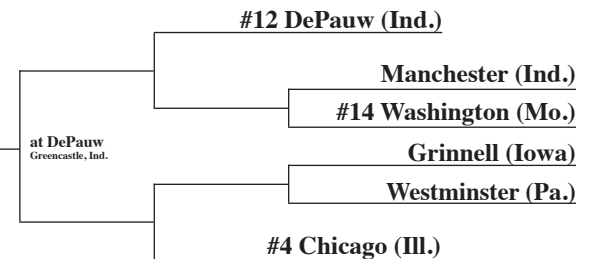 #12 DePauw (Ind.)
Manchester (Ind.)
#14 Washington (Mo.)
at DePauw
Greencastle, Ind.
Grinnell (Iowa)
Westminster (Pa.)
#4 Chicago (Ill.)